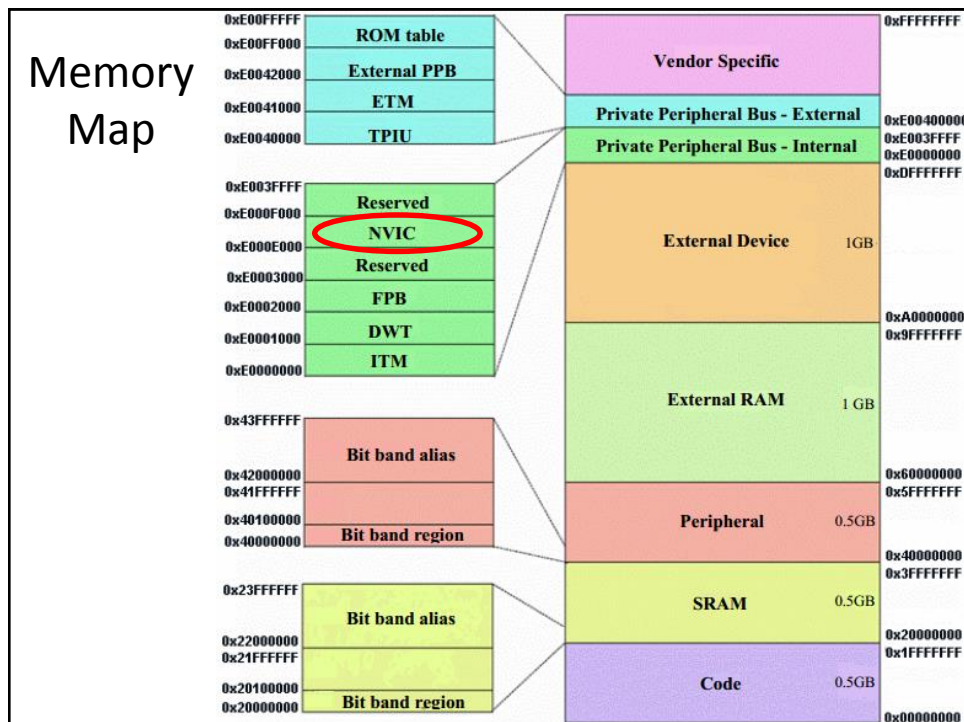 Memory
Map
0xE00FFFFF
ROM table
0xE00FF000
External PPB
0xE0042000
ETM
0xE0041000
TPIU
0xE0040000
0xE003FFFF
Reserved
0xE000F000
NVIC
0xE000E000
Reserved
0xE0003000
FPB
0xE0002000
DWT
0xE0001000
ITM
0xE0000000
0x43FFFFFF
Bit band alias
0x42000000
0x41FFFFFF
0x40100000
Bit band region
0x40000000
0x23FFFFFF
Bit band alias
0x22000000
0x21FFFFFF
0x20100000
Bit band region
0x20000000
0xFFFFFFFF
Vendor Specific
Private Peripheral Bus - External
0xE0040000
0xE003FFFF
Private Peripheral Bus - Internal
0xE0000000
0xDFFFFFFF
External Device 1GB
0xA0000000
0x9FFFFFFF
External RAM 1 GB
0x60000000
0x5FFFFFFF
Peripheral 0.5GB
0x40000000
0x3FFFFFFF
SRAM 0.5GB
0x20000000
0x1FFFFFFF
Code 0.5GB
0x00000000